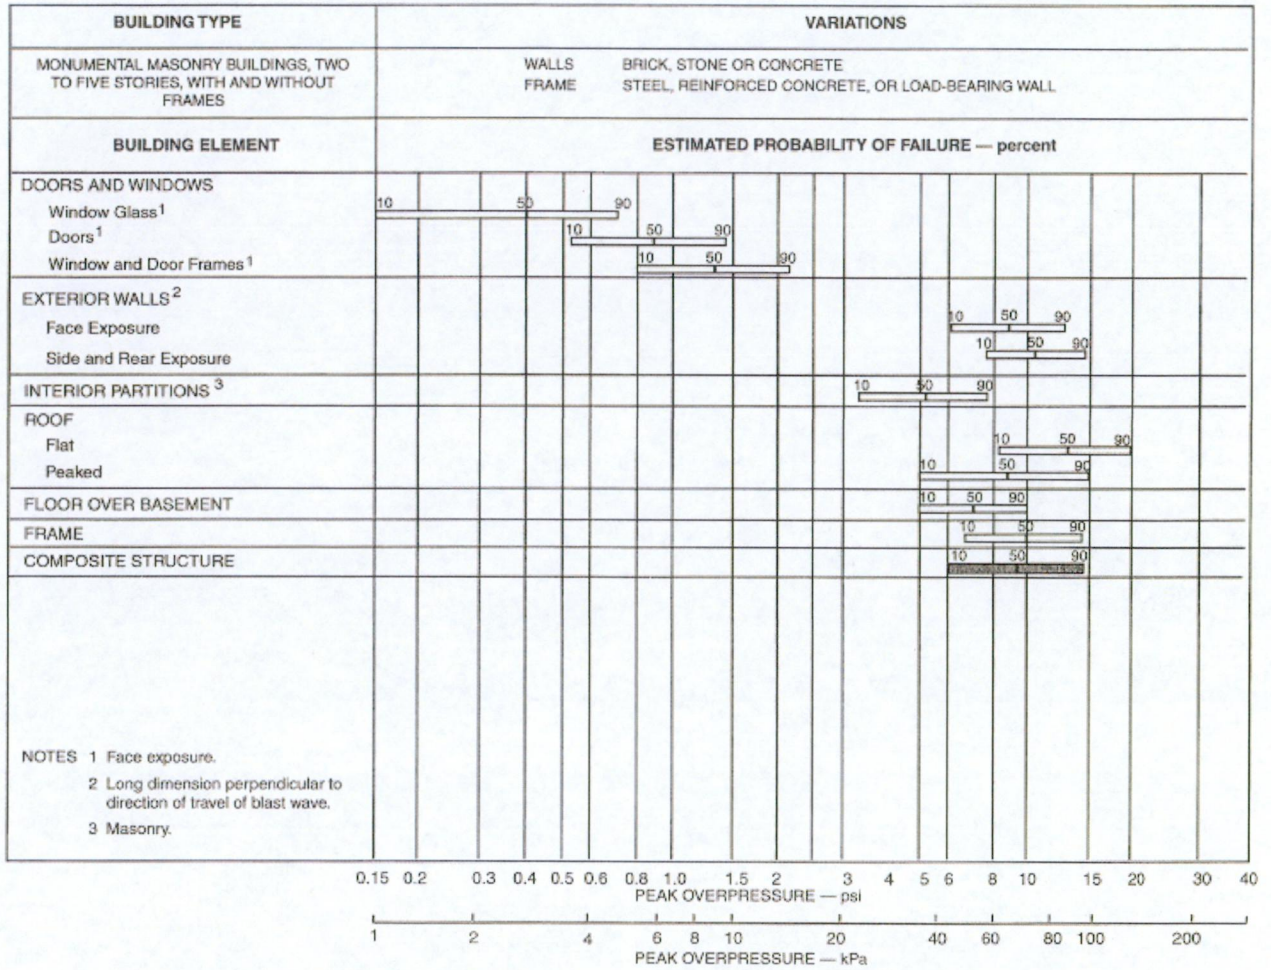 BUILDING TYPE
VARIATIONS
MONUMENTAL MASONRY BUILDINGS, TWO
TO FIVE STORIES, WITH AND WITHOUT
FRAMES
WALLS BRICK, STONE OR CONCRETE
FRAME STEEL, REINFORCED CONCRETE, OR LOAD-BEARING WALL
BUILDING ELEMENT
ESTIMATED PROBABILITY OF FAILURE — percent
DOORS AND WINDOWS
Window Glass1 10 50 90
Doors1 10 50 90
Window and Door Frames1 10 50 90
EXTERIOR WALLS2
Face Exposure 10 50 90
Side and Rear Exposure 10 50 90
INTERIOR PARTITIONS3 10 50 90
ROOF
Flat 10 50 90
Peaked 10 50 90
FLOOR OVER BASEMENT 10 50 90
FRAME 10 50 90
COMPOSITE STRUCTURE 10 50 90
NOTES 1 Face exposure.
2 Long dimension perpendicular to
direction of travel of blast wave.
3 Masonry.
0.15 0.2 0.3 0.4 0.5 0.6 0.8 1.0 1.5 2 3 4 5 6 8 10 15 20 30 40
PEAK OVERPRESSURE — psi
1 2 4 6 8 10 20 40 60 80 100 200
PEAK OVERPRESSURE — kPa